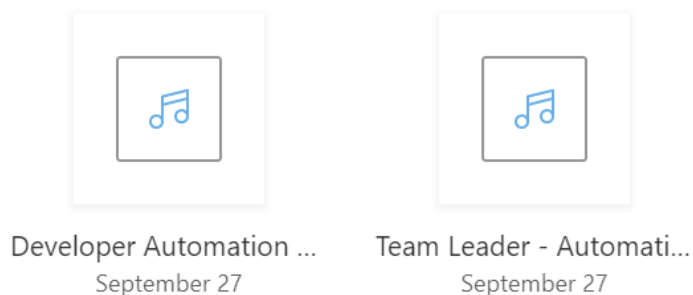 Developer Automation ...
Team Leader - Automati...
September 27
September 27